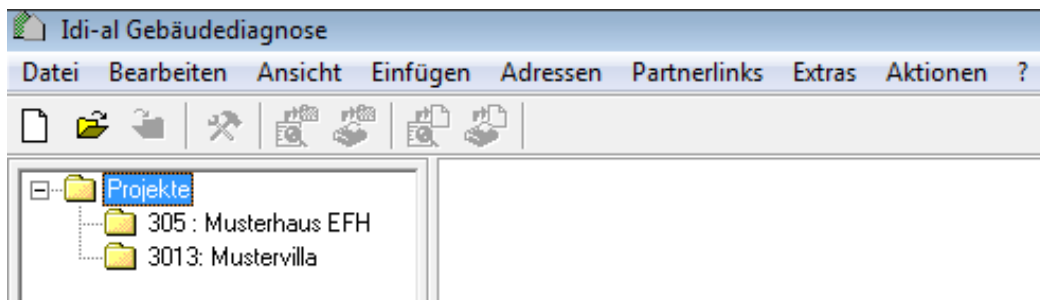 Idi-al Gebäudediagnose
Datei Bearbeiten Ansicht Einfügen Adressen Partnerlinks Extras Aktionen ?
Projekte
305 : Musterhaus EFH
3013: Mustervilla